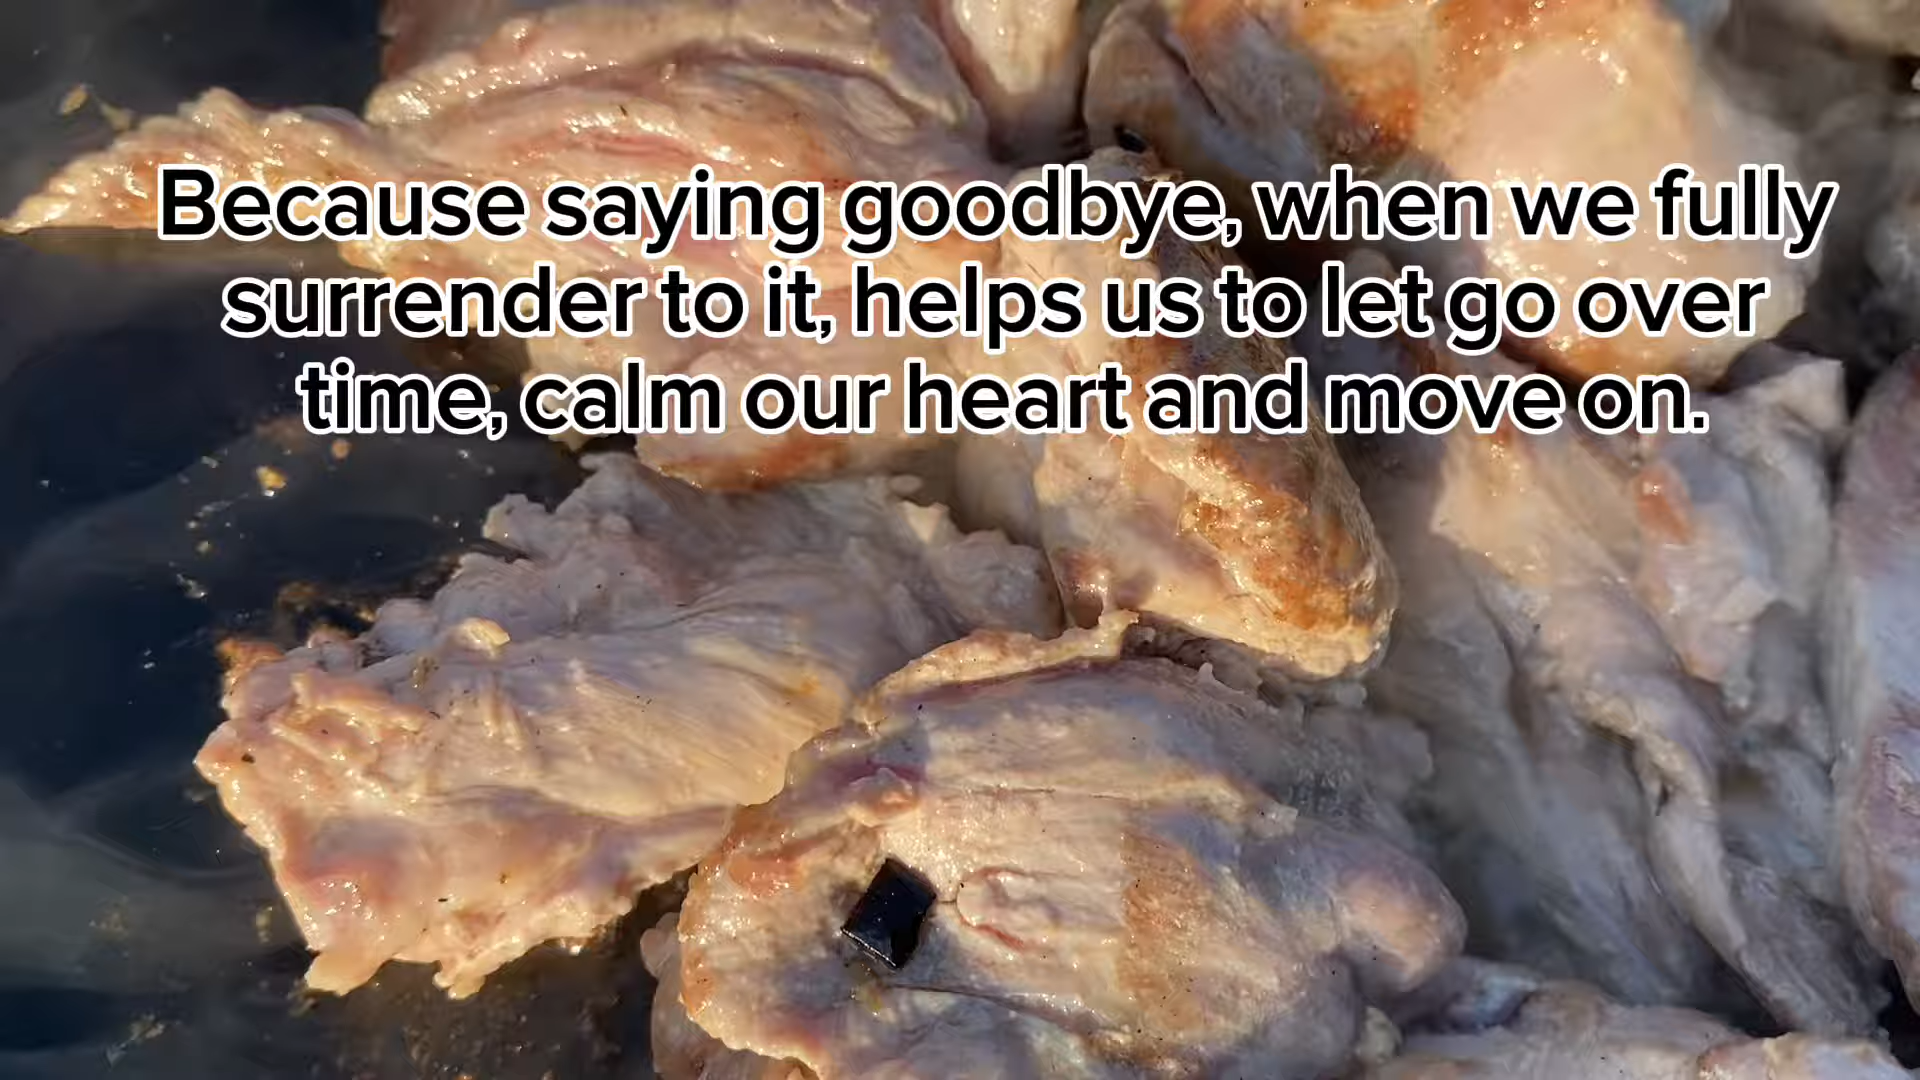 Because saying goodbye, when we fully
surrender to it, helps us to let go over
time, calm our heart and move on.